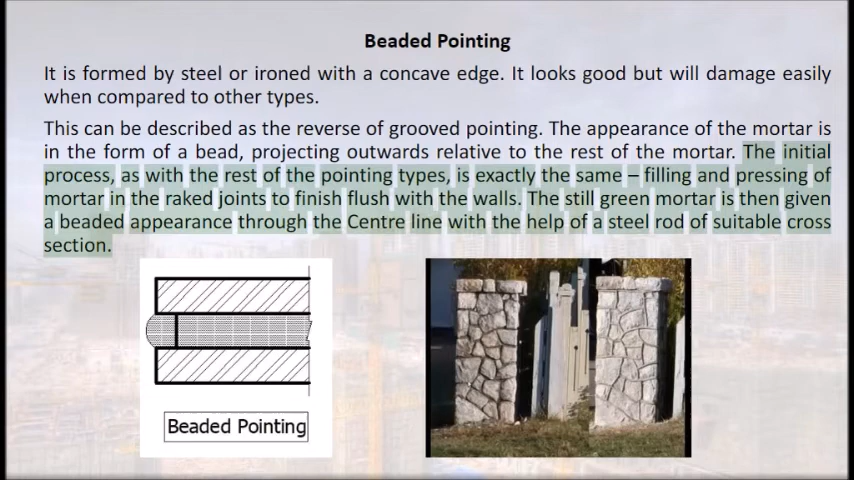 Beaded Pointing
It is formed by steel or ironed with a concave edge. It looks good but will damage easily
when compared to other types.
This can be described as the reverse of grooved pointing. The appearance of the mortar is
in the form of a bead, projecting outwards relative to the rest of the mortar. The initial
process, as with the rest of the pointing types, is exactly the same – filling and pressing of
mortar in the raked joints to finish flush with the walls. The still green mortar is then given
a beaded appearance through the Centre line with the help of a steel rod of suitable cross
section.
Beaded Pointing